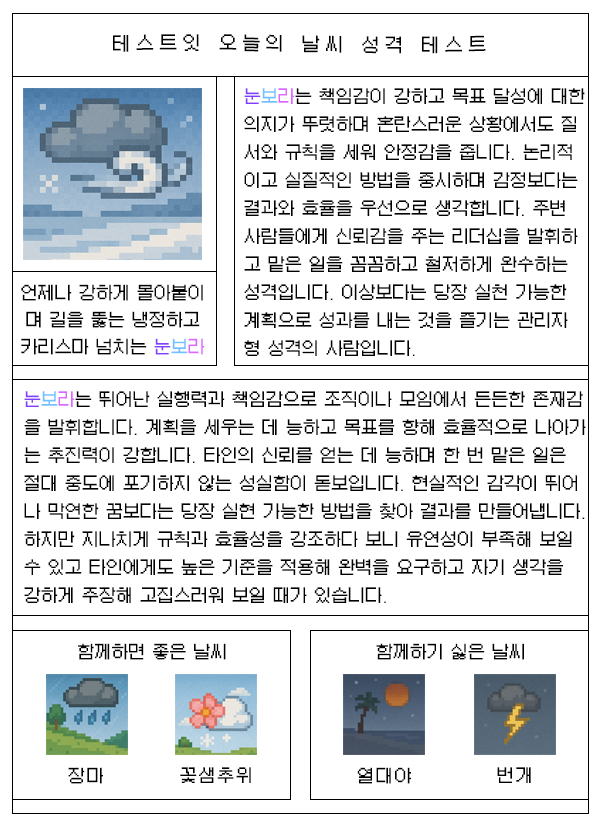 테스트잇 오늘의 날씨 성격 테스트
언제나 강하게 몰아붙이
며 길을 뚫는 냉정하고
카리스마 넘치는 눈보라
눈보라는 책임감이 강하고 목표 달성에 대한
의지가 뚜렷하며 혼란스러운 상황에서도 질
서와 규칙을 세워 안정감을 줍니다. 논리적
이고 실질적인 방법을 중시하며 감정보다는
결과와 효율을 우선으로 생각합니다. 주변
사람들에게 신뢰감을 주는 리더십을 발휘하
고 맡은 일을 꼼꼼하고 철저하게 완수하는
성격입니다. 이상보다는 당장 실천 가능한
계획으로 성과를 내는 것을 즐기는 관리자
형 성격의 사람입니다.
눈보라는 뛰어난 실행력과 책임감으로 조직이나 모임에서 든든한 존재감
을 발휘합니다. 계획을 세우는 데 능하고 목표를 향해 효율적으로 나아가
는 추진력이 강합니다. 타인의 신뢰를 얻는 데 능하며 한 번 맡은 일은
절대 중도에 포기하지 않는 성실함이 돋보입니다. 현실적인 감각이 뛰어
나 막연한 꿈보다는 당장 실현 가능한 방법을 찾아 결과를 만들어냅니다.
하지만 지나치게 규칙과 효율성을 강조하다 보니 유연성이 부족해 보일
수 있고 타인에게도 높은 기준을 적용해 완벽을 요구하고 자기 생각을
강하게 주장해 고집스러워 보일 때가 있습니다.
함께하면 좋은 날씨
장마
꽃샘추위
함께하기 싫은 날씨
열대야
번개